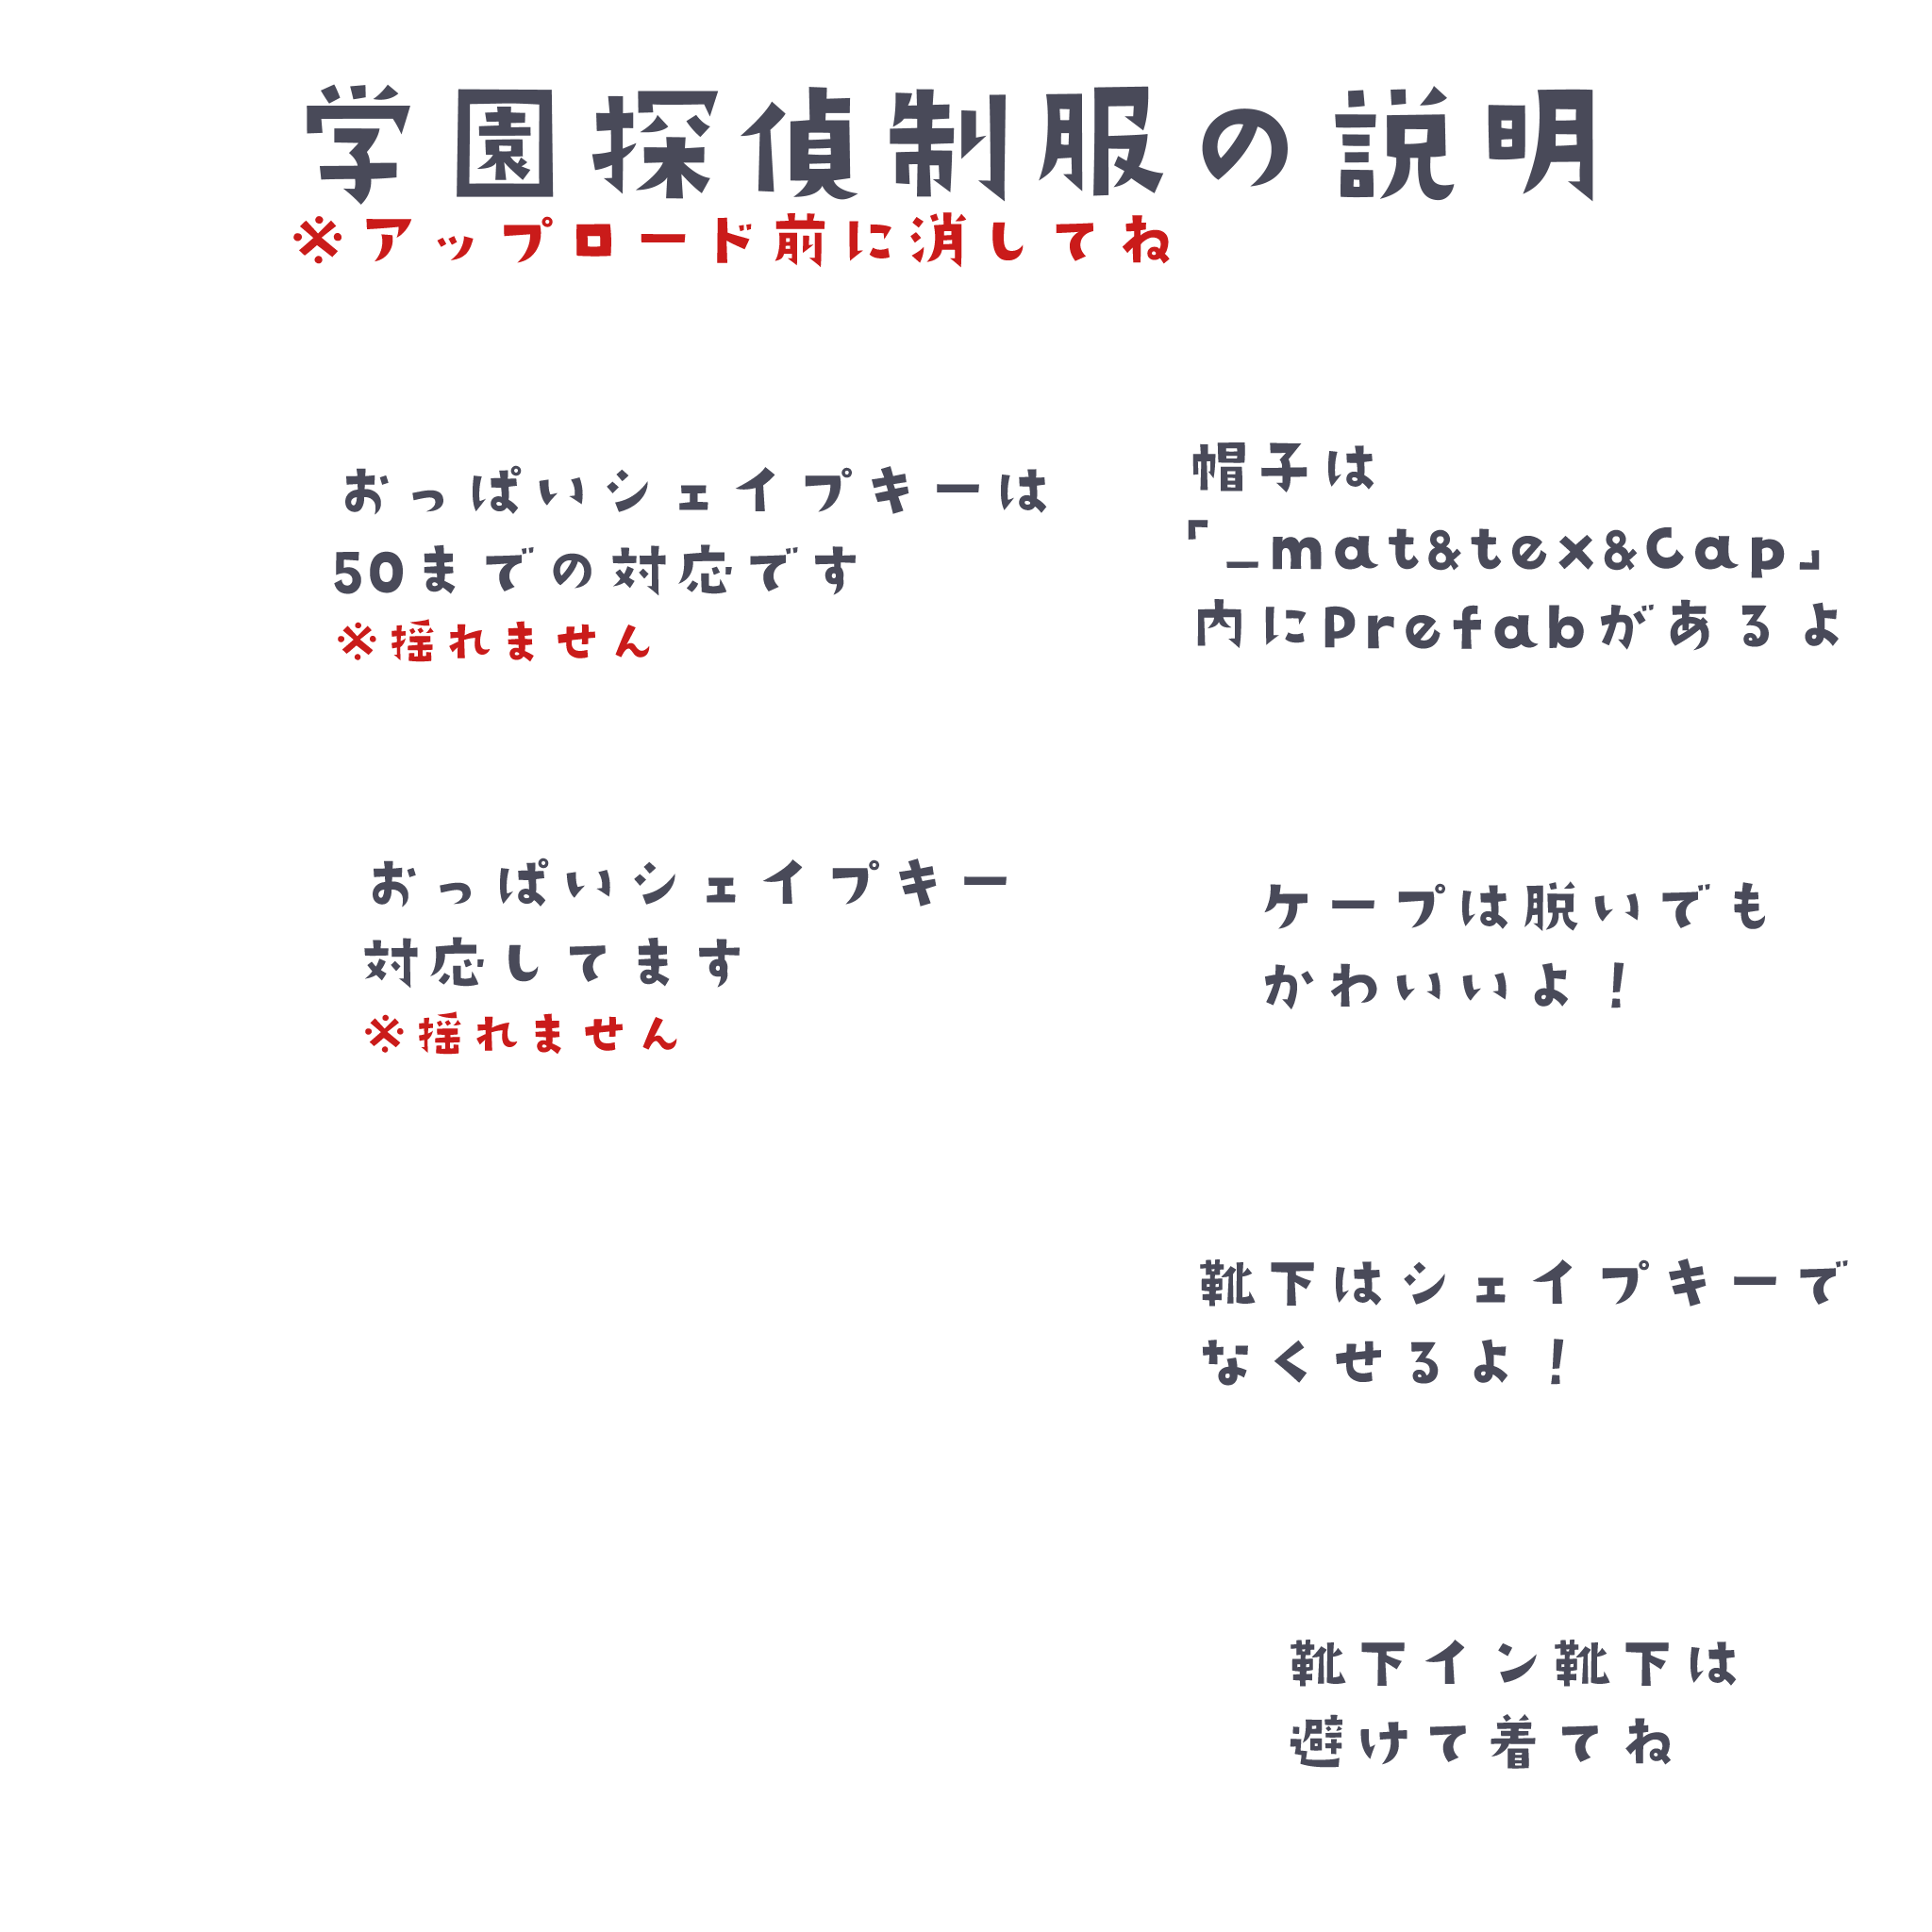 学園探偵制服の説明
※アップロード前に消してね
おっぱいシェイプキーは
50までの対応です
※揺れません
帽子は
「_mat&tex&Cap」
内にPrefabがあるよ
おっぱいシェイプキー
対応してます
※揺れません
ケープは脱いでも
かわいいよ!
靴下はシェイプキーで
なくせるよ!
靴下イン靴下は
避けて着てね